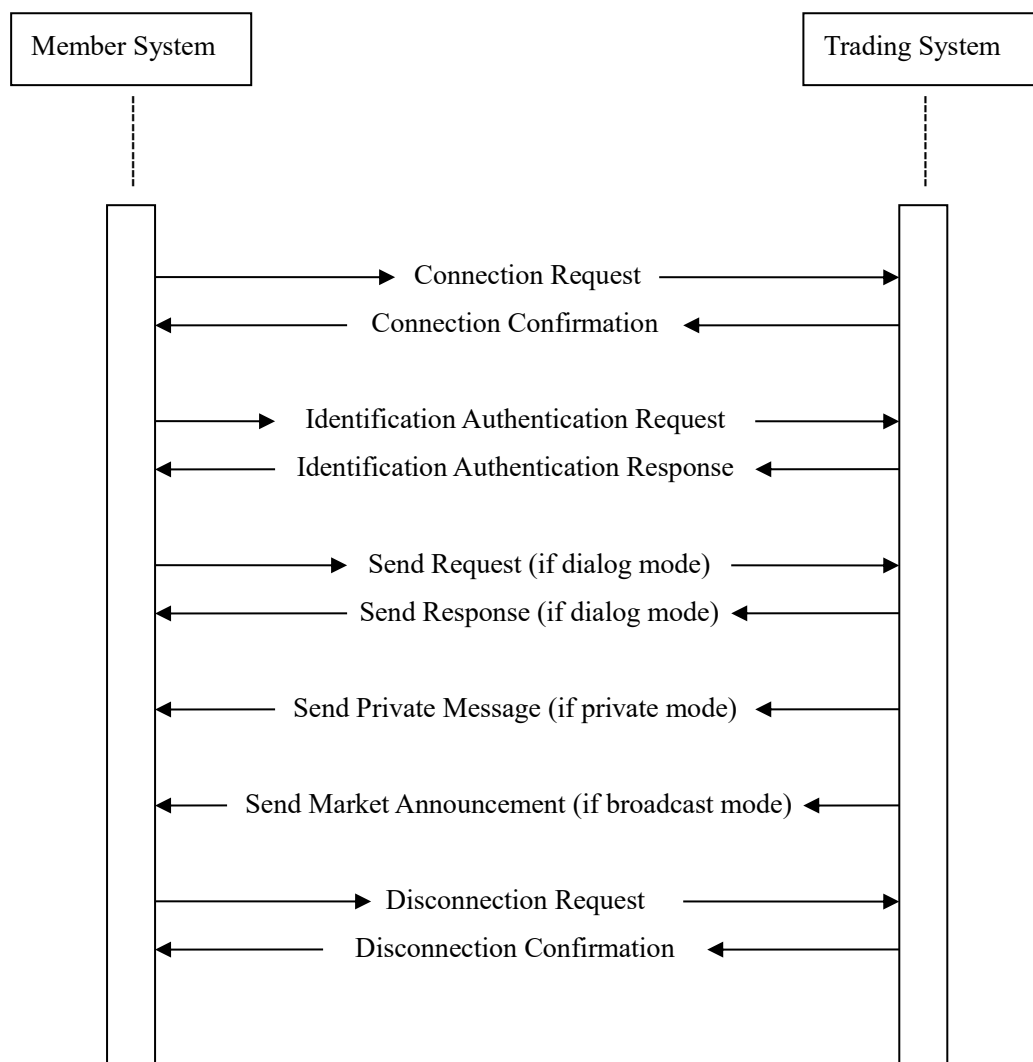 Member System
Trading System
Connection Request
Connection Confirmation
Identification Authentication Request
Identification Authentication Response
Send Request (if dialog mode)
Send Response (if dialog mode)
Send Private Message (if private mode)
Send Market Announcement (if broadcast mode)
Disconnection Request
Disconnection Confirmation